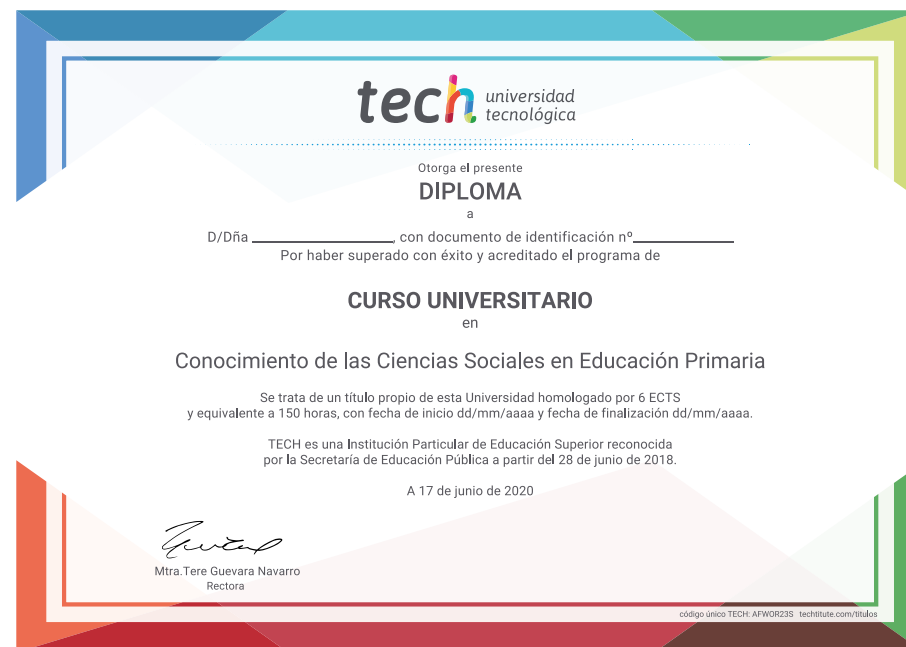 tech universidad
tecnológica
Otorga el presente
DIPLOMA
a
D/Dña ____________________, con documento de identificación nº______________
Por haber superado con éxito y acreditado el programa de
CURSO UNIVERSITARIO
en
Conocimiento de las Ciencias Sociales en Educación Primaria
Se trata de un título propio de esta Universidad homologado por 6 ECTS
y equivalente a 150 horas, con fecha de inicio dd/mm/aaaa y fecha de finalización dd/mm/aaaa.
TECH es una Institución Particular de Educación Superior reconocida
por la Secretaría de Educación Pública a partir del 28 de junio de 2018.
A 17 de junio de 2020
Mtra.Tere Guevara Navarro
Rectora
código único TECH: AFWOR23S techtitute.com/titulos